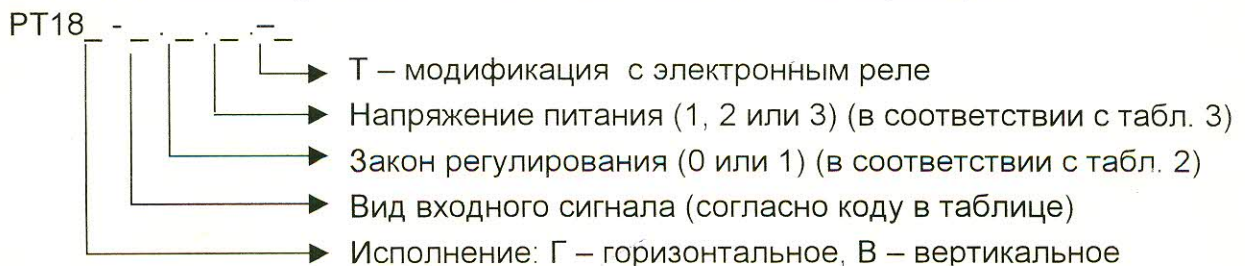 РТ18_ - _ . _ . _ .–_
Т – модификация с электронным реле
Напряжение питания (1, 2 или 3) (в соответствии с табл. 3)
Закон регулирования (0 или 1) (в соответствии с табл. 2)
Вид входного сигнала (согласно коду в таблице)
Исполнение: Г – горизонтальное, В – вертикальное